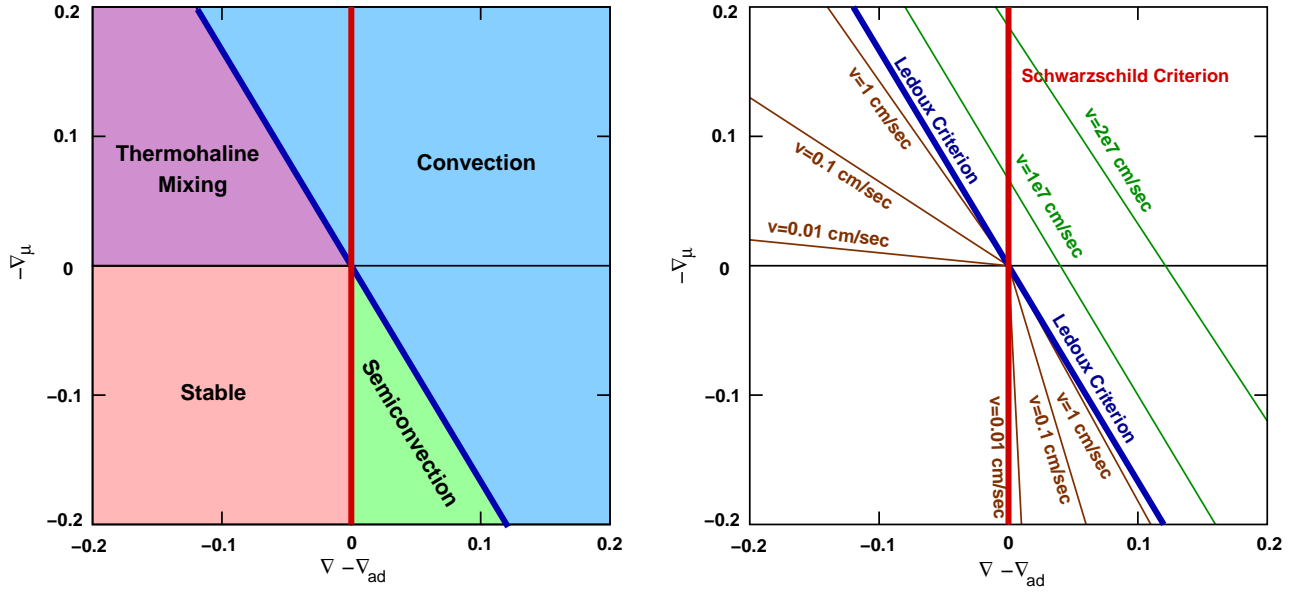 0.2
0.1
0
−0.1
−0.2
−∇μ
Thermohaline
Mixing
Convection
Stable
Semiconvection
−0.2
−0.1
0
0.1
0.2
∇ −∇ad
0.2
0.1
0
−0.1
−0.2
−∇μ
Ledoux Criterion
Schwarzschild Criterion
v=1 cm/sec
v=0.1 cm/sec
v=0.01 cm/sec
v=1e7 cm/sec
v=2e7 cm/sec
Ledoux Criterion
v=0.01 cm/sec
v=0.1 cm/sec
v=1 cm/sec
−0.2
−0.1
0
0.1
0.2
∇ −∇ad